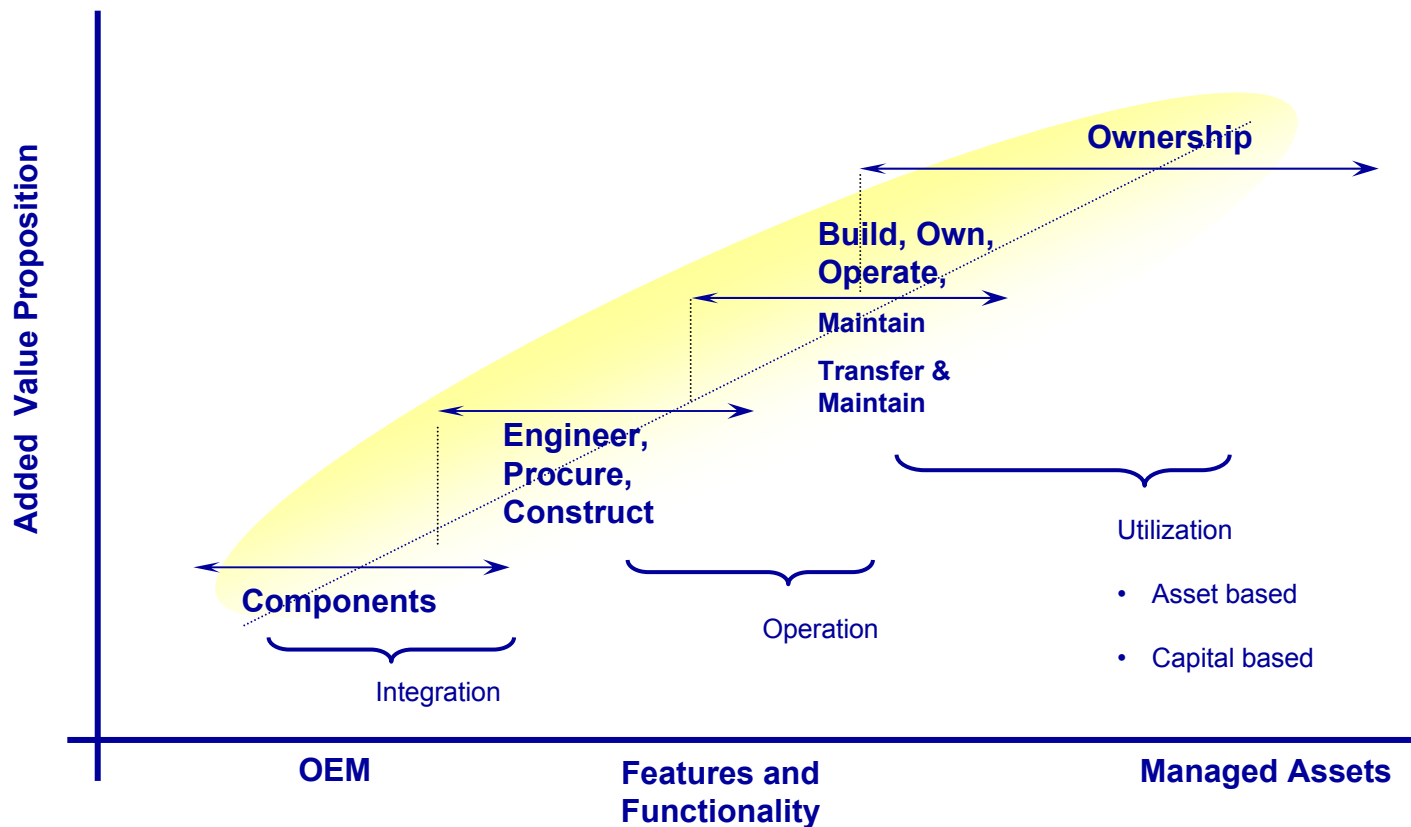 Added Value Proposition
Ownership
Build, Own,
Operate,
Maintain
Transfer &
Maintain
Engineer,
Procure,
Construct
Components
Integration
Operation
Utilization
• Asset based
• Capital based
OEM
Features and
Functionality
Managed Assets